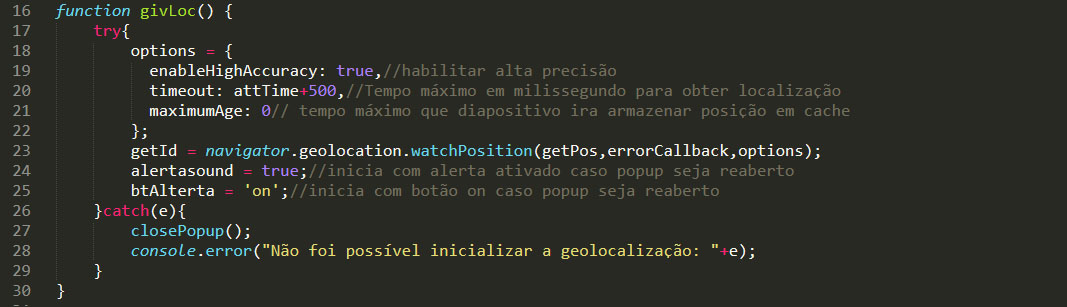 16 function givLoc() {
17 try{
18 options = {
19 enableHighAccuracy: true,//habilitar alta precisão
20 timeout: attTime+500,//Tempo máximo em milissegundo para obter localização
21 maximumAge: 0// tempo máximo que diapositivo ira armazenar posição em cache
22 };
23 getId = navigator.geolocation.watchPosition(getPos,errorCallback,options);
24 alertasound = true;//inicia com alerta ativado caso popup seja reaberto
25 btAlterta = 'on';//inicia com botão on caso popup seja reaberto
26 }catch(e){
27 closePopup();
28 console.error("Não foi possível inicializar a geolocalização: "+e);
29 }
30 }